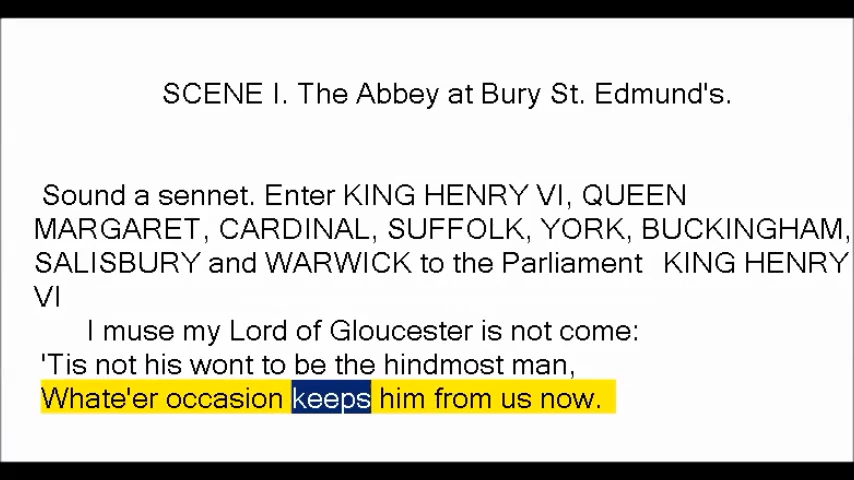 SCENE I. The Abbey at Bury St. Edmund's.
Sound a sennet. Enter KING HENRY VI, QUEEN
MARGARET, CARDINAL, SUFFOLK, YORK, BUCKINGHAM,
SALISBURY and WARWICK to the Parliament KING HENRY
VI
I muse my Lord of Gloucester is not come:
'Tis not his wont to be the hindmost man,
Whate'er occasion keeps him from us now.